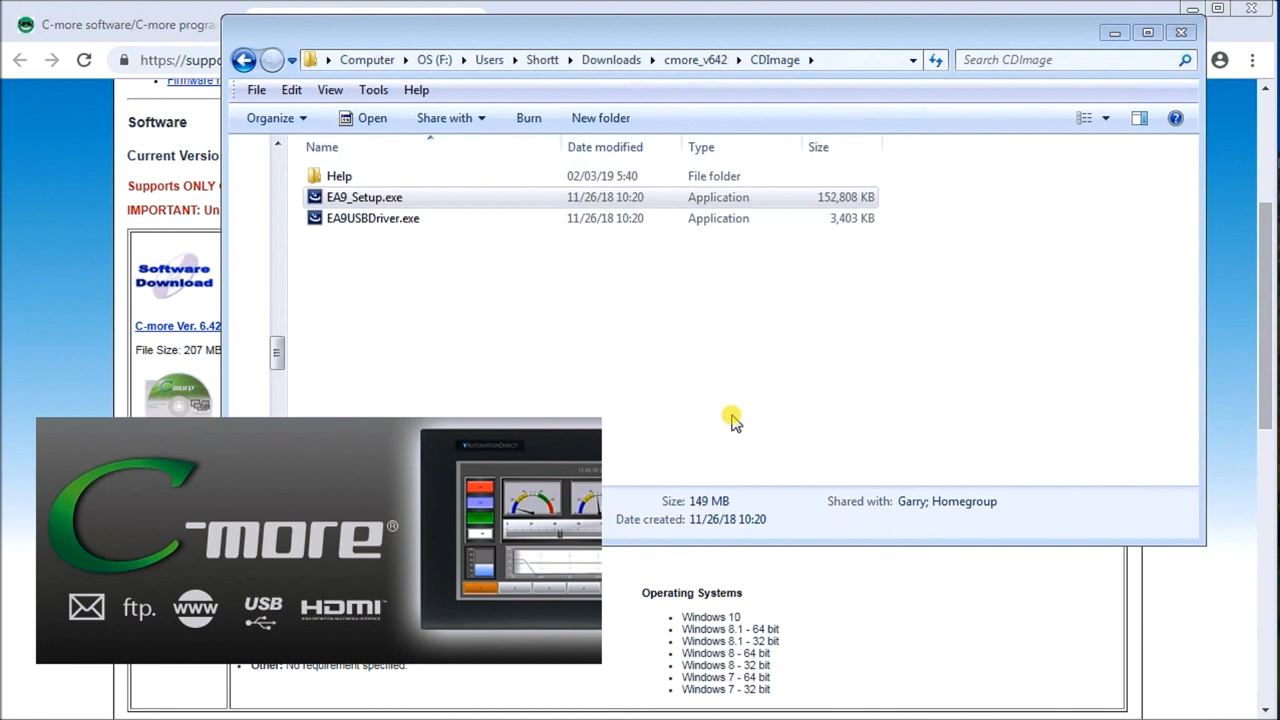 C-more software/C-more progra
https://suppo
Computer OS (F:) Users Shortt Downloads cmore_v642 CDImage
Search CDImage
File Edit View Tools Help
Organize Open Share with Burn New folder
Name Date modified Type Size
Help 02/03/19 5:40 File folder
EA9_Setup.exe 11/26/18 10:20 Application 152,808 KB
EA9USBDriver.exe 11/26/18 10:20 Application 3,403 KB
Firmware
Software
Current Versio
Supports ONLY
IMPORTANT: Un
Software
Download
C-more Ver. 6.42
File Size: 207 MB
C-more
Size: 149 MB
Date created: 11/26/18 10:20
Shared with: Garry; Homegroup
AUTOMATIONDIRECT
C-more®
ftp. www USB HDMI
HIGH-DEFINITION MULTIMEDIA INTERFACE
Other: No requirement specified.
Operating Systems
Windows 10
Windows 8.1 - 64 bit
Windows 8.1 - 32 bit
Windows 8 - 64 bit
Windows 8 - 32 bit
Windows 7 - 64 bit
Windows 7 - 32 bit